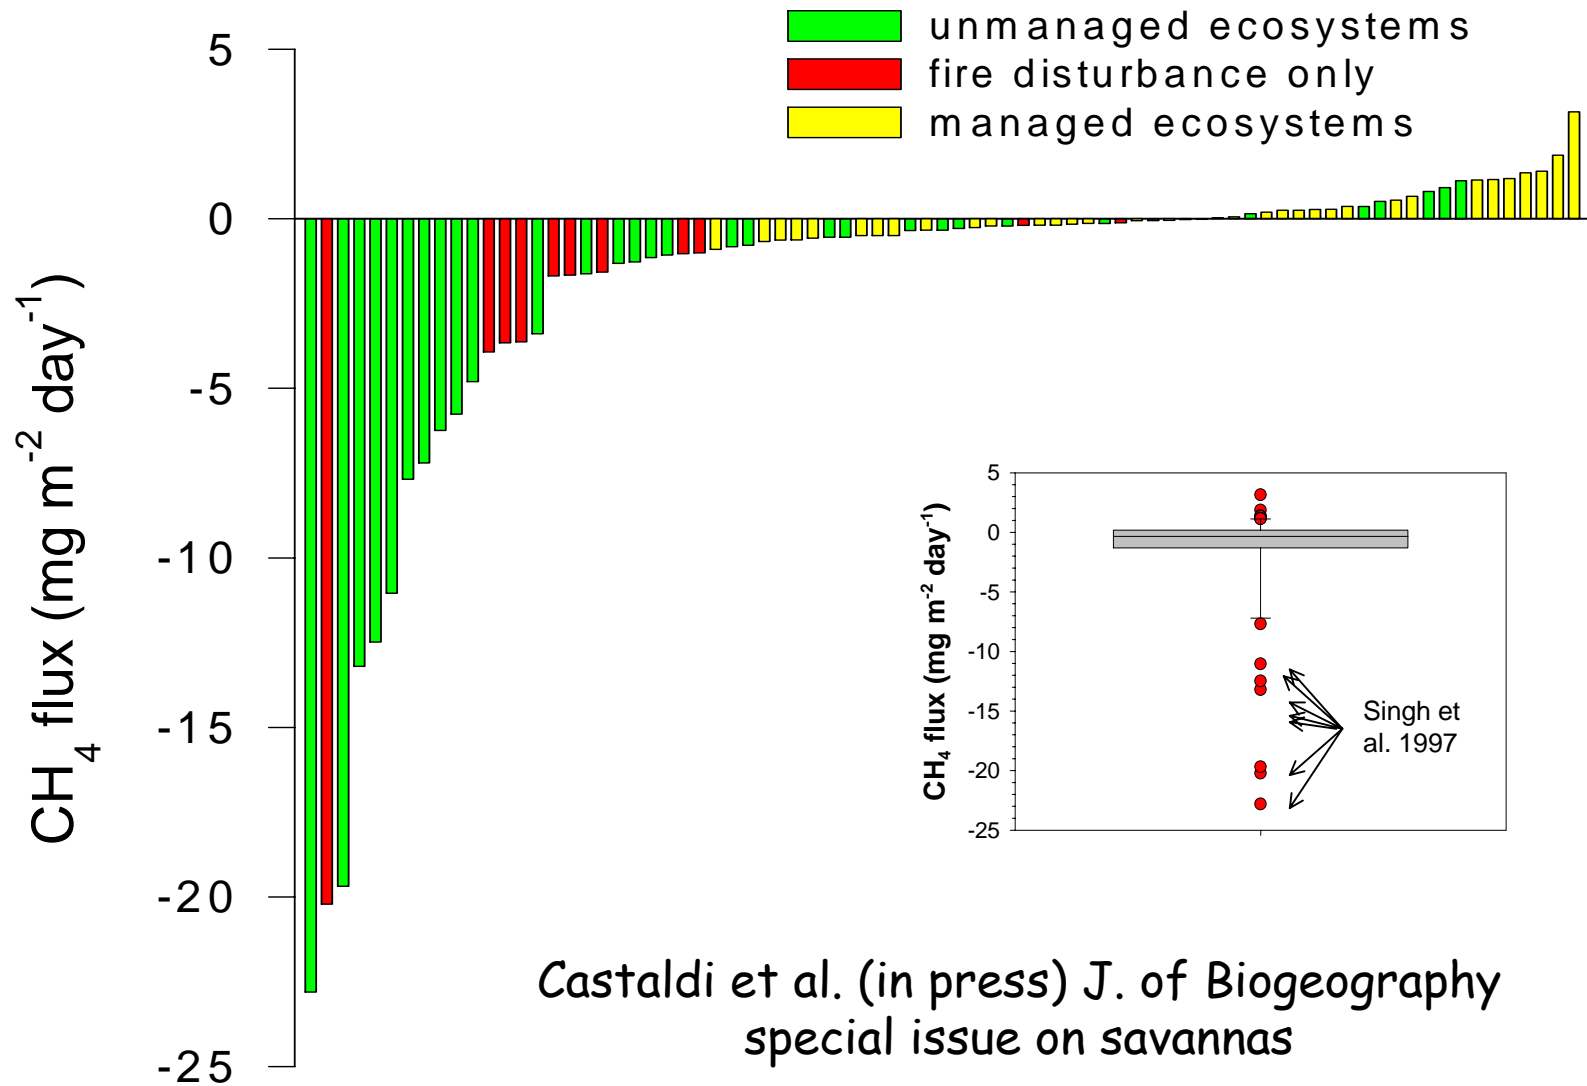 unmanaged ecosystems
fire disturbance only
managed ecosystems
5
0
-5
-10
-15
-20
-25
CH₄ flux (mg m⁻² day⁻¹)
5
0
-5
-10
-15
-20
-25
CH₄ flux (mg m⁻² day⁻¹)
Singh et
al. 1997
Castaldi et al. (in press) J. of Biogeography
special issue on savannas